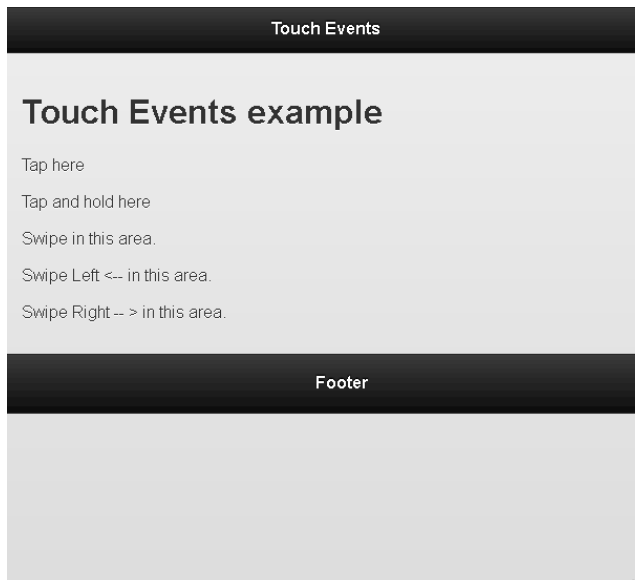 Touch Events
Touch Events example
Tap here
Tap and hold here
Swipe in this area.
Swipe Left <-- in this area.
Swipe Right -- > in this area.
Footer